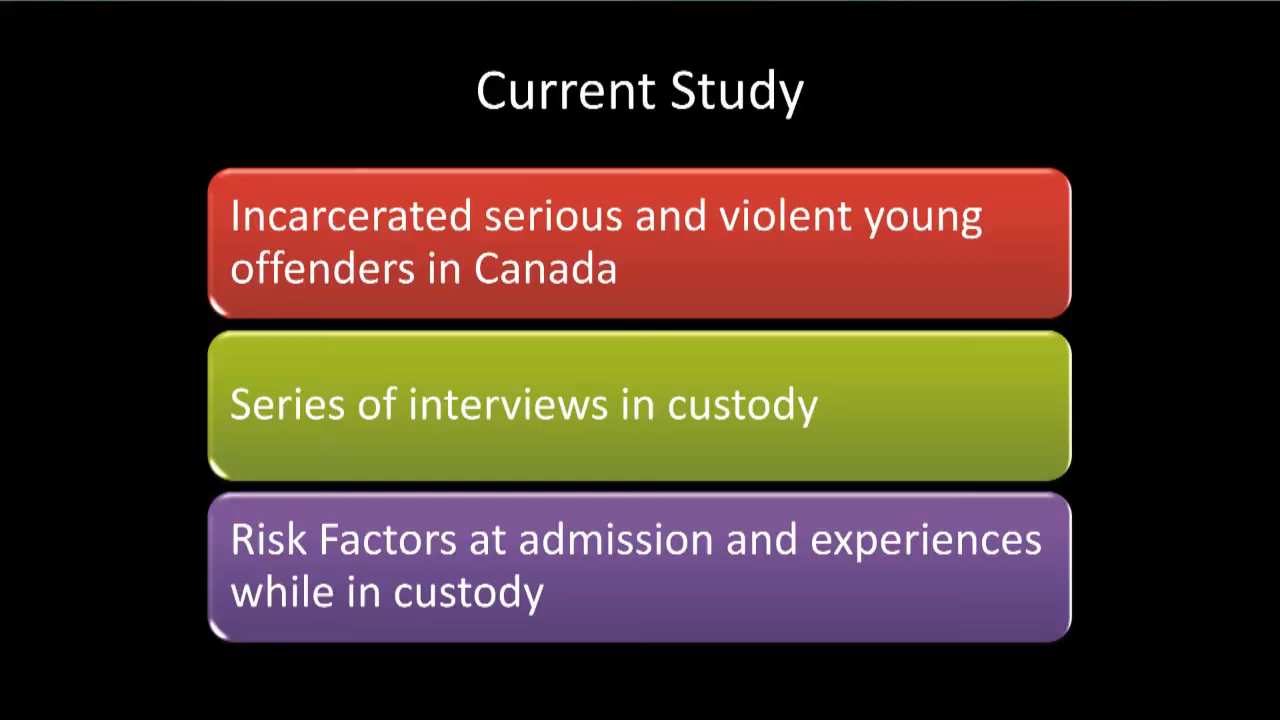 Current Study
Incarcerated serious and violent young
offenders in Canada
Series of interviews in custody
Risk Factors at admission and experiences
while in custody